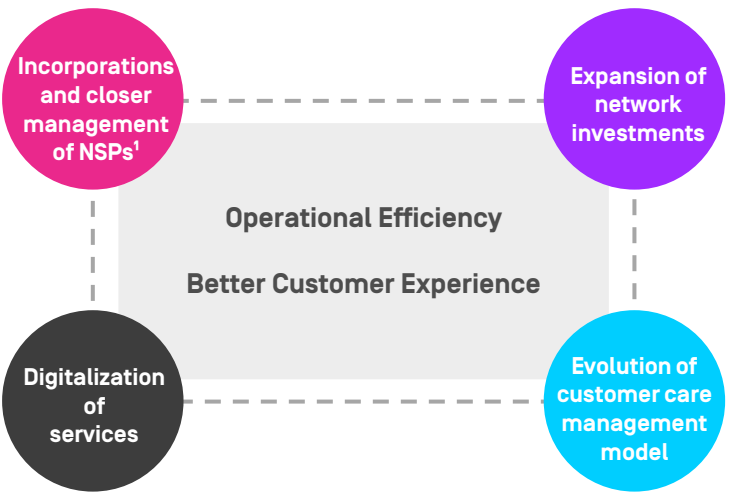 Incorporations
and closer
management
of NSPs¹
Expansion of
network
investments
Operational Efficiency
Better Customer Experience
Digitalization
of
services
Evolution of
customer care
management
model